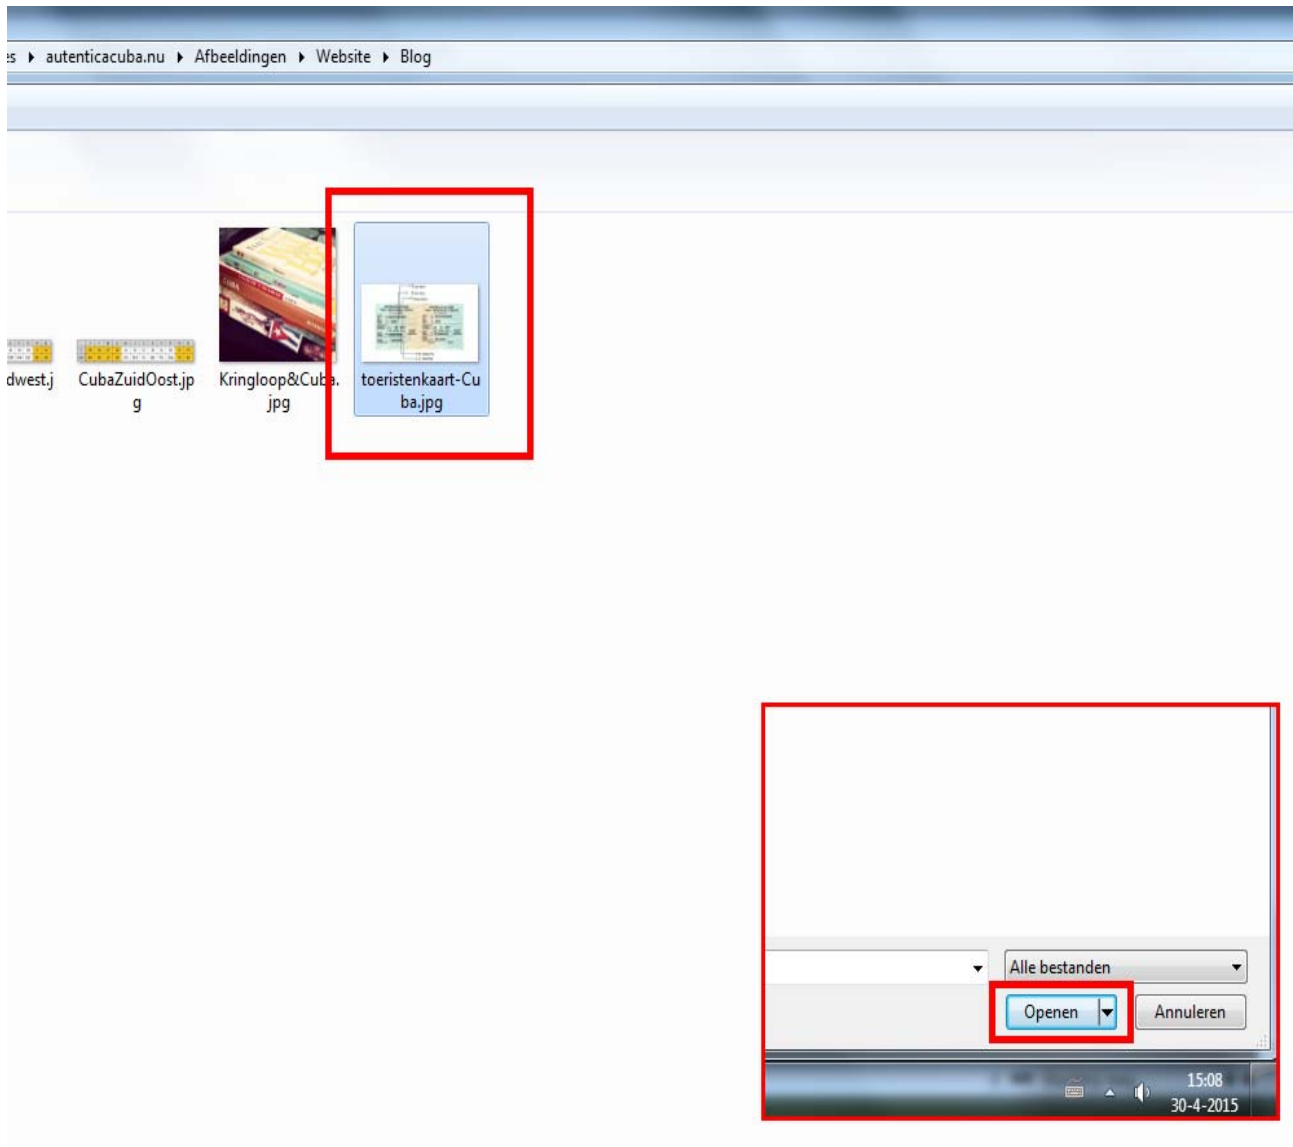 es ▸ autenticacuba.nu ▸ Afbeeldingen ▸ Website ▸ Blog
dwest.j
CubaZuidOost.jp
g
Kringloop&Cuba.
jpg
toeristenkaart-Cu
ba.jpg
Alle bestanden
Openen
Annuleren
15:08
30-4-2015